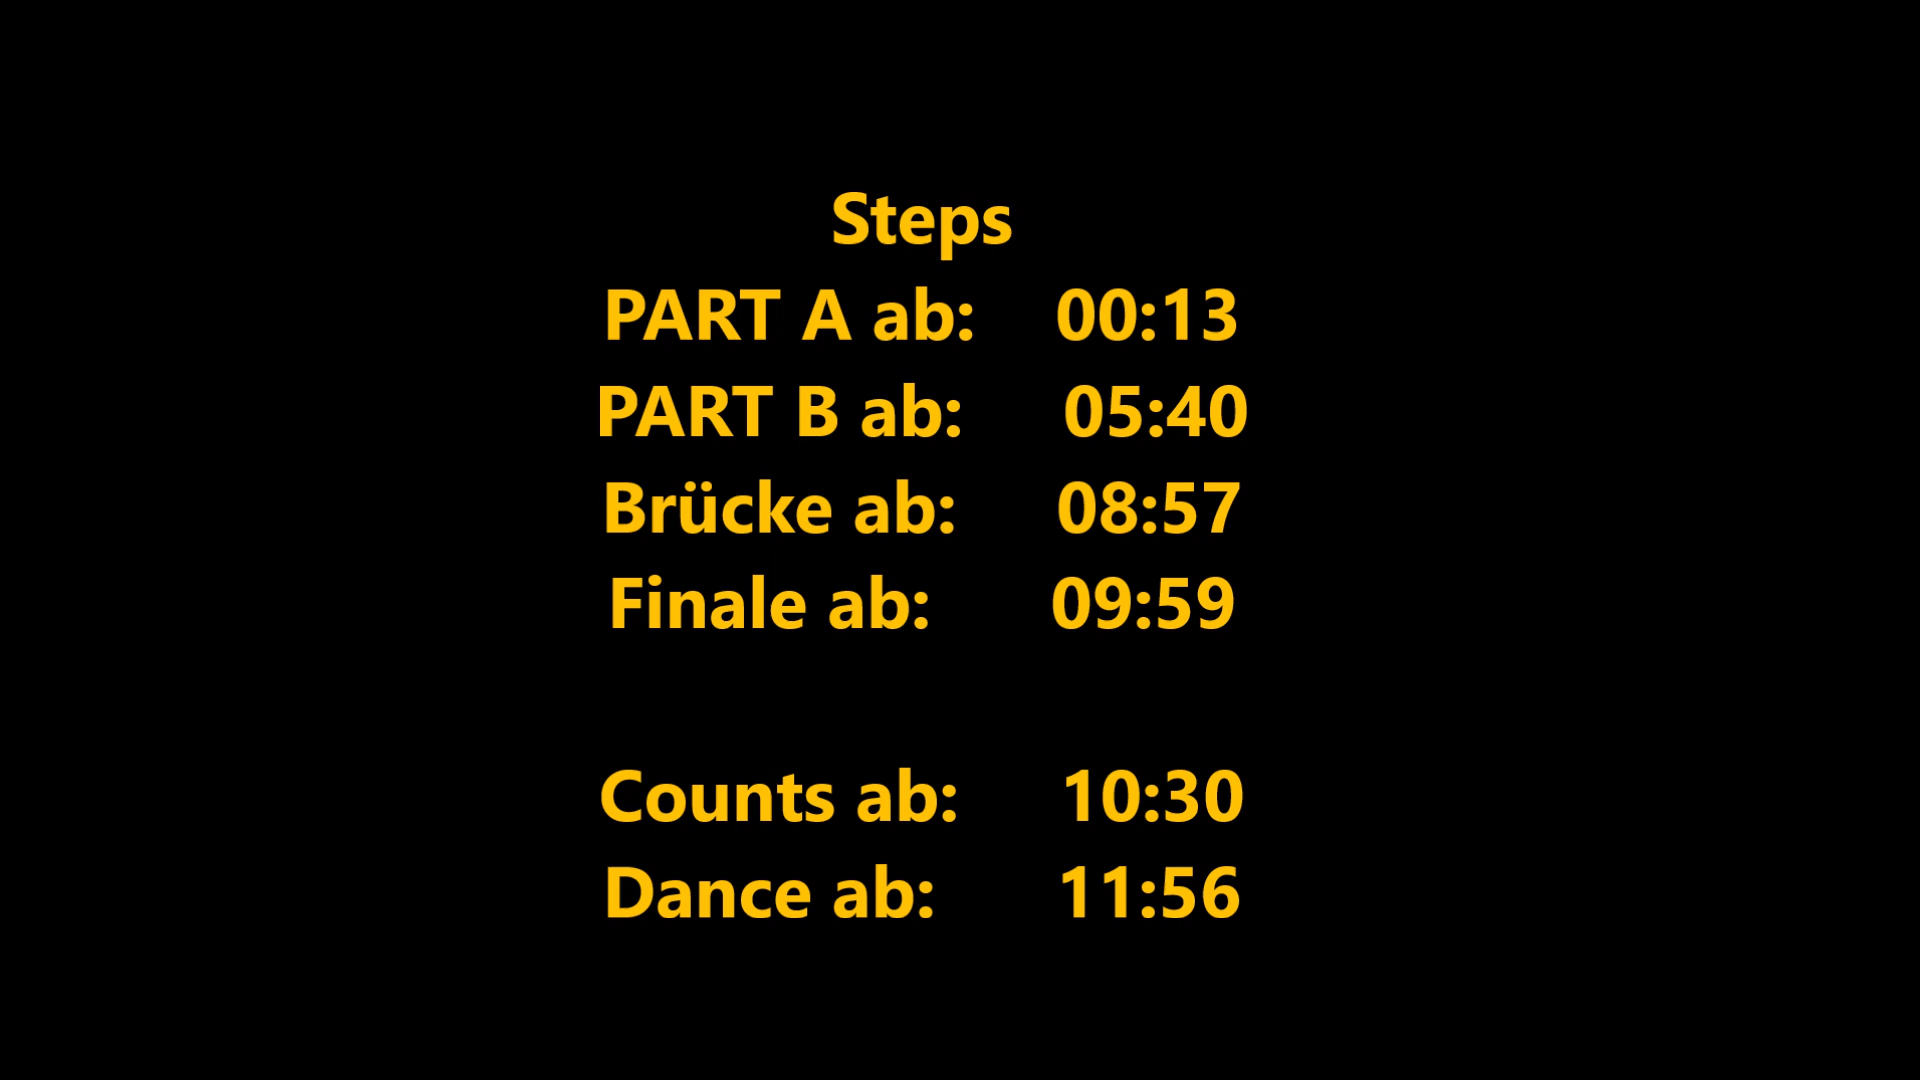 Steps
PART A ab: 00:13
PART B ab: 05:40
Brücke ab: 08:57
Finale ab: 09:59
Counts ab: 10:30
Dance ab: 11:56